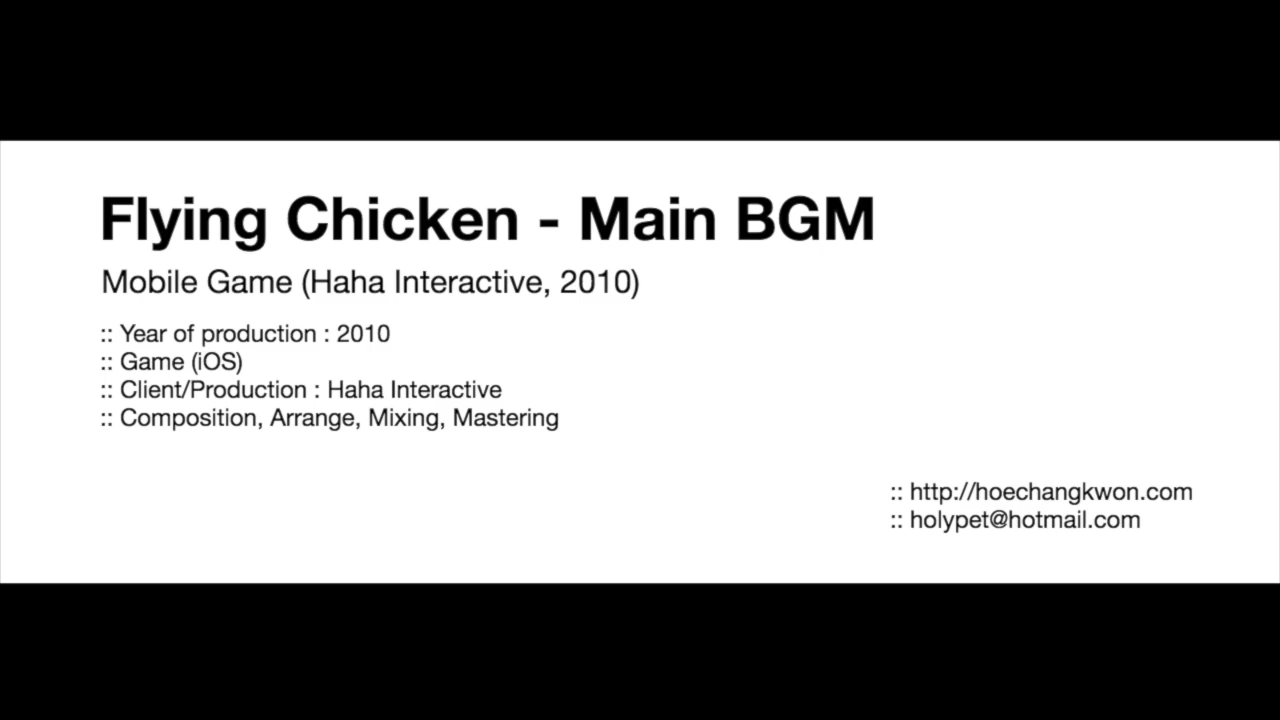 Flying Chicken - Main BGM
Mobile Game (Haha Interactive, 2010)
:: Year of production : 2010
:: Game (iOS)
:: Client/Production : Haha Interactive
:: Composition, Arrange, Mixing, Mastering
:: http://hoechangkwon.com
:: holypet@hotmail.com